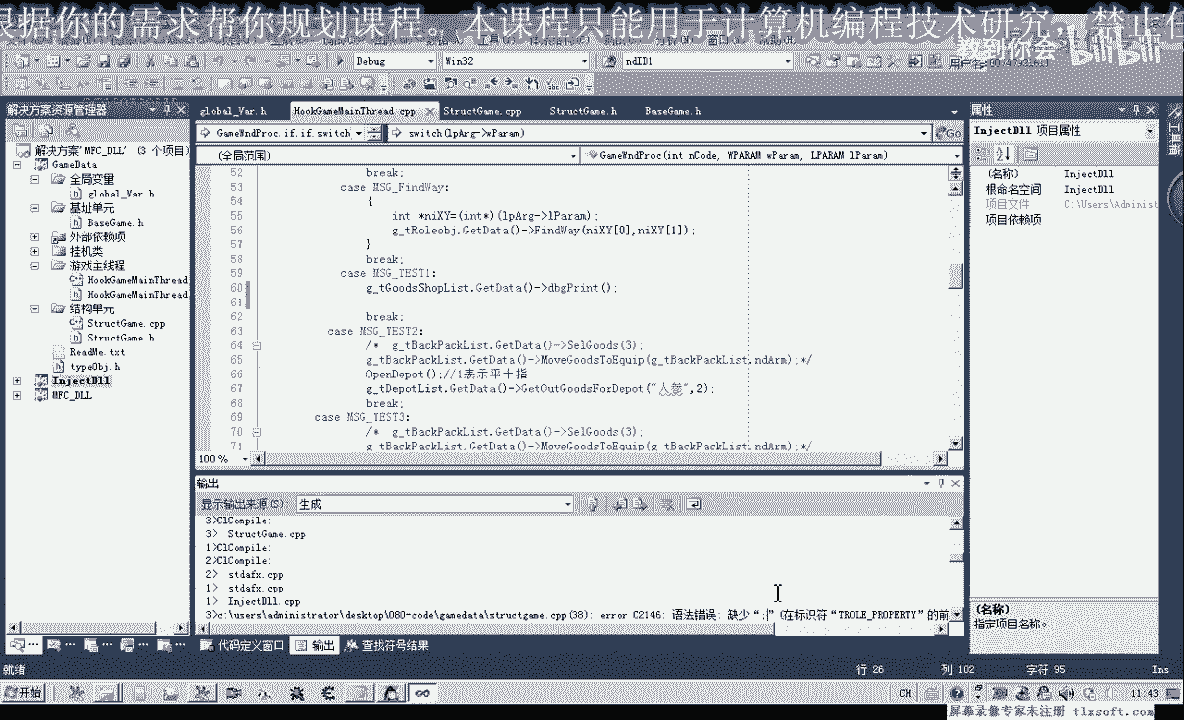 根据你的需求帮你规划课程。本课程只能用于计算机编程技术研究，禁止任
教到你会 bilibili
Debug Win32 ndID1
解决方案资源管理器
global_Var.h HookGameMainThread.cpp StructGame.cpp StructGame.h BaseGame.h
属性
GameWndProc.if.if.switch switch(lpArg->wParam) Go
InjectDll 项目属性
(全局范围) GameWndProc(int nCode, WPARAM wParam, LPARAM lParam)
解决方案'MFC_DLL' (3 个项目)
GameData
全局变量
global_Var.h
基址单元
BaseGame.h
外部依赖项
挂机类
游戏主线程
HookGameMainThread
HookGameMainThread
结构单元
StructGame.cpp
StructGame.h
ReadMe.txt
typeObj.h
InjectDll
MFC_DLL
52 break;
53 case MSG_FindWay:
54 {
55 int *niXY=(int*)(lpArg->lParam);
56 g_tRoleobj.GetData()->FindWay(niXY[0],niXY[1]);
57 }
58 break;
59 case MSG_TEST1:
60 g_tGoodsShopList.GetData()->dbgPrint();
61
62 break;
63 case MSG_TEST2:
64 /* g_tBackPackList.GetData()->SelGoods(3);
65 g_tBackPackList.GetData()->MoveGoodsToEquip(g_tBackPackList.ndArm);*/
66 OpenDepot();//1表示平十指
67 g_tDepotList.GetData()->GetOutGoodsForDepot("人参",2);
68 break;
69 case MSG_TEST3:
70 /* g_tBackPackList.GetData()->SelGoods(3);
71 g_tBackPackList.GetData()->MoveGoodsToEquip(g_tBackPackList.ndArm);*/
100 %
(名称) InjectDll
根命名空间 InjectDll
项目文件 C:\Users\Administ
项目依赖项
输出
显示输出来源(S): 生成
3>ClCompile:
3> StructGame.cpp
1>ClCompile:
2>ClCompile:
2> stdafx.cpp
1> stdafx.cpp
1> InjectDll.cpp
3>c:\users\administrator\desktop\080-code\gamedata\structgame.cpp(38): error C2146: 语法错误: 缺少“;”(在标识符“TROLE_PROPERTY”的前
(名称)
指定项目名称。
代码定义窗口 输出 查找符号结果
就绪 行 26 列 102 字符 95 Ins
开始 CH 11:43
屏幕录像专家未注册 tlxsoft.com